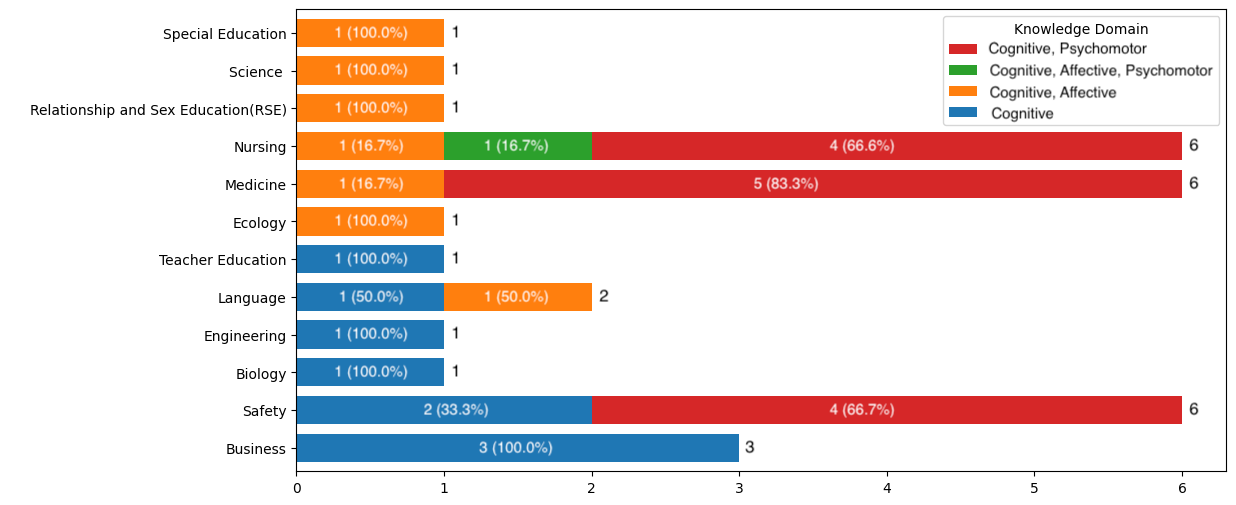 Knowledge Domain
Cognitive, Psychomotor
Cognitive, Affective, Psychomotor
Cognitive, Affective
Cognitive
Special Education 1 (100.0%) 1
Science 1 (100.0%) 1
Relationship and Sex Education(RSE) 1 (100.0%) 1
Nursing 1 (16.7%) 1 (16.7%) 4 (66.6%) 6
Medicine 1 (16.7%) 5 (83.3%) 6
Ecology 1 (100.0%) 1
Teacher Education 1 (100.0%) 1
Language 1 (50.0%) 1 (50.0%) 2
Engineering 1 (100.0%) 1
Biology 1 (100.0%) 1
Safety 2 (33.3%) 4 (66.7%) 6
Business 3 (100.0%) 3
0 1 2 3 4 5 6